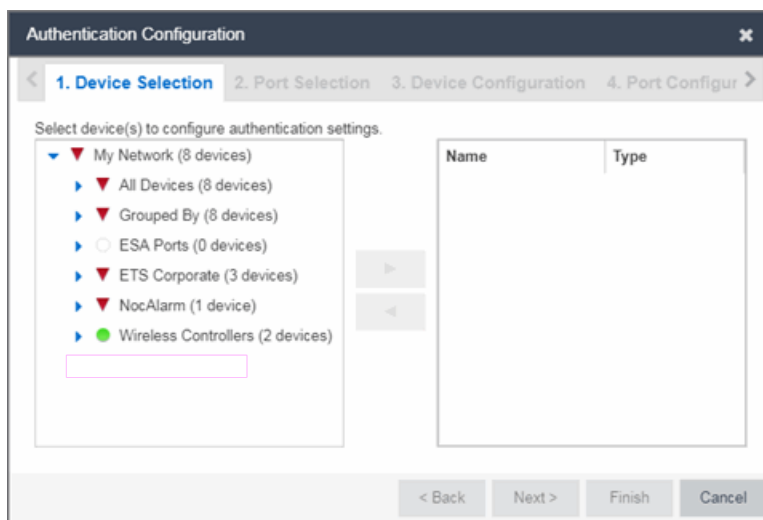 Authentication Configuration
1. Device Selection 2. Port Selection 3. Device Configuration 4. Port Configur
Select device(s) to configure authentication settings.
My Network (8 devices)
All Devices (8 devices)
Grouped By (8 devices)
ESA Ports (0 devices)
ETS Corporate (3 devices)
NocAlarm (1 device)
Wireless Controllers (2 devices)
Name Type
< Back Next > Finish Cancel